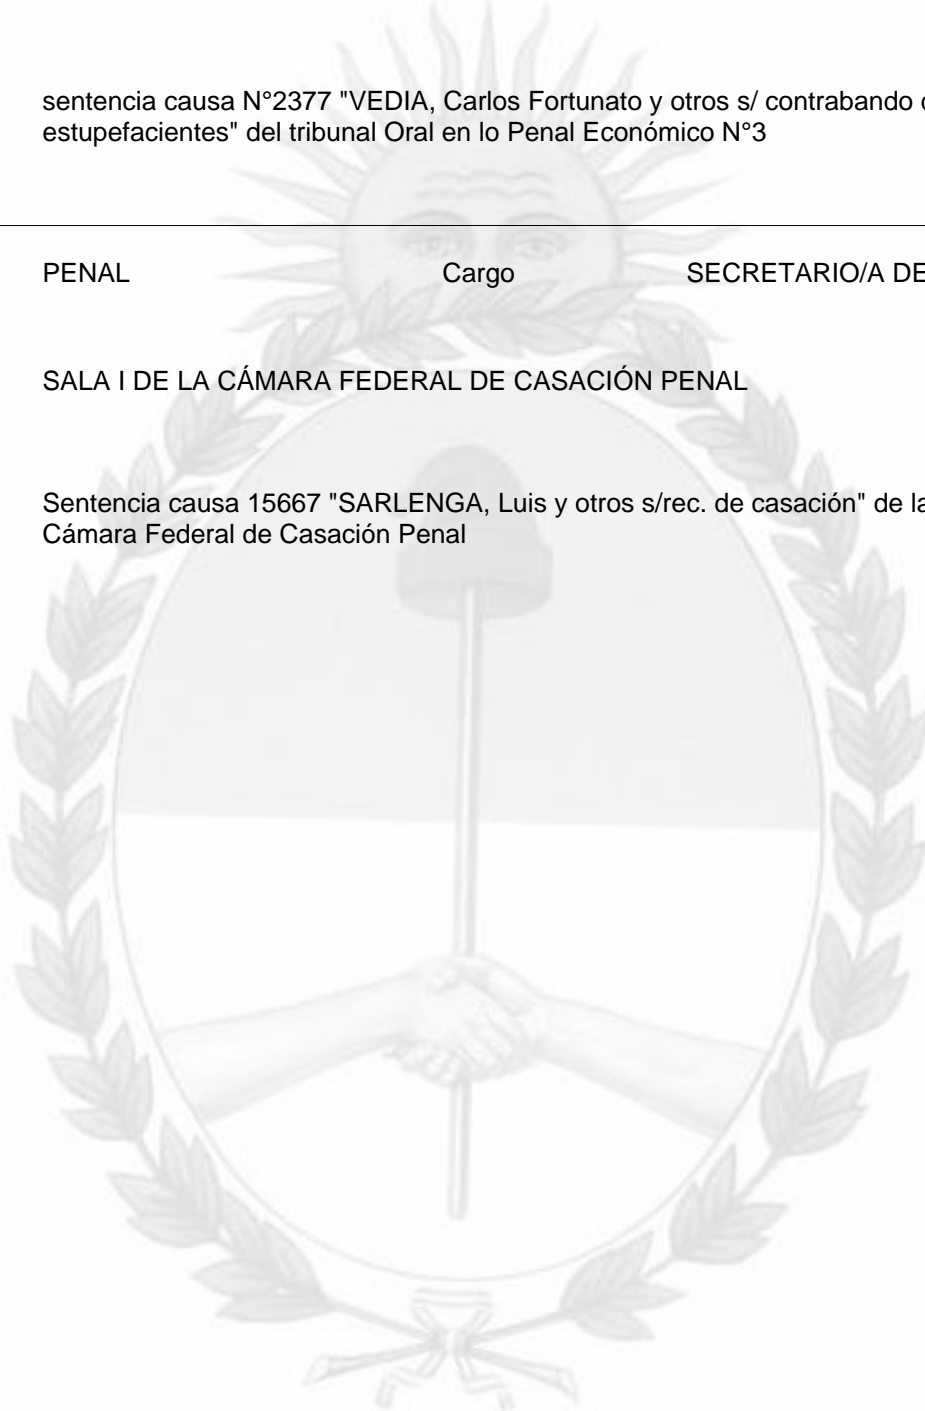 sentencia causa N°2377 "VEDIA, Carlos Fortunato y otros s/ contrabando
estupefacientes" del tribunal Oral en lo Penal Económico N°3
PENAL Cargo SECRETARIO/A DE
SALA I DE LA CÁMARA FEDERAL DE CASACIÓN PENAL
Sentencia causa 15667 "SARLENGA, Luis y otros s/rec. de casación" de la
Cámara Federal de Casación Penal